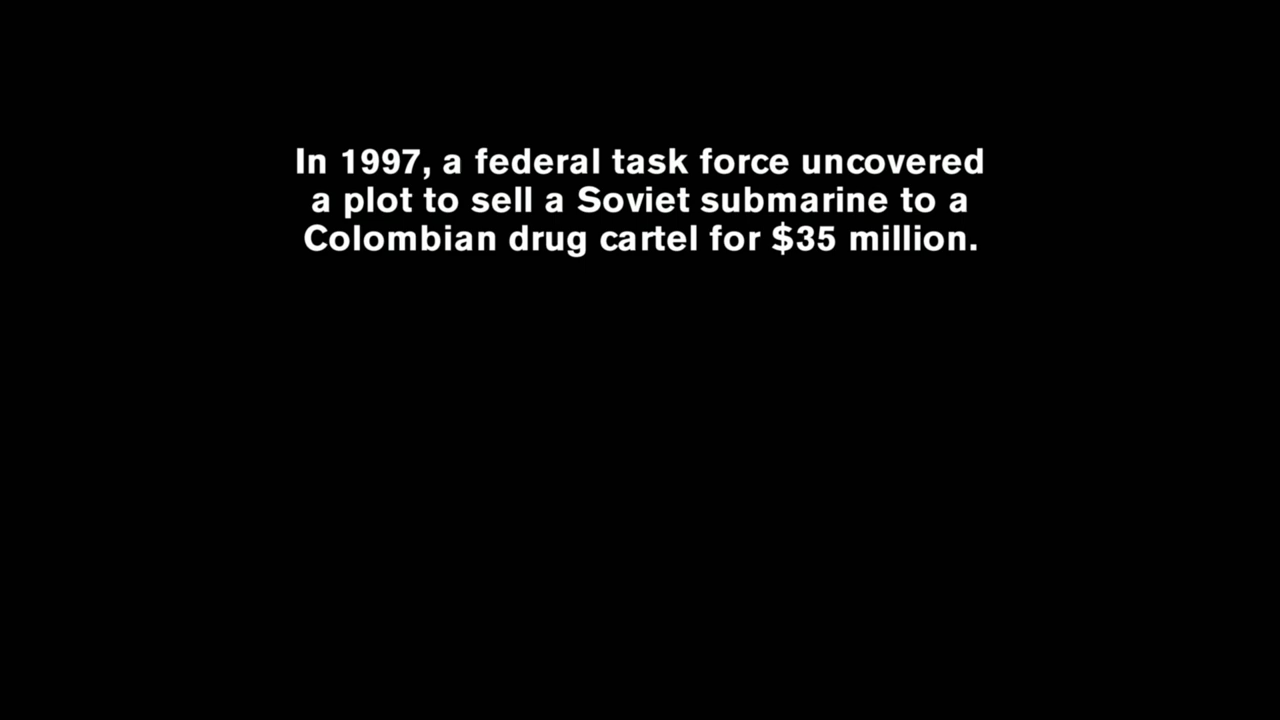 In 1997, a federal task force uncovered
a plot to sell a Soviet submarine to a
Colombian drug cartel for $35 million.